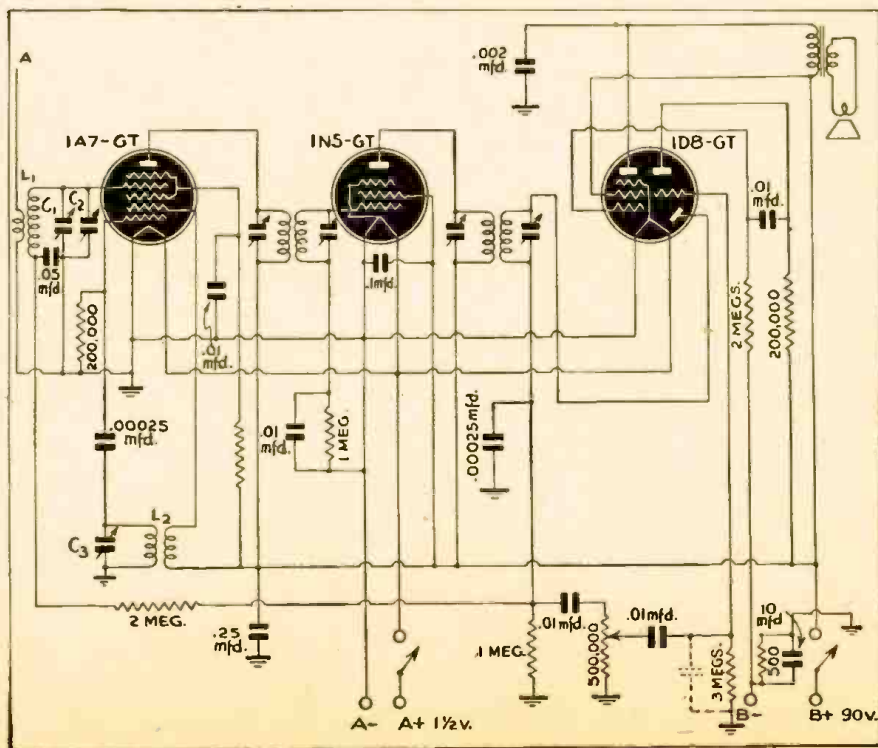 A
.002
mfd.
1A7-GT
1N5-GT
1D8-GT
L1
C1
C2
.05
mfd.
.1mfd.
.01
mfd.
200,000
.01
mfd.
2 MEGS.
200,000
.00025
mfd.
.01
mfd.
1 MEG.
.00025mfd.
L2
C3
2 MEG.
.25
mfd.
.01mfd.
.01mfd.
10
mfd
.1 MEG.
500,000
3 MEGS.
500
A-
A+ 1½v.
B-
B+ 90v.